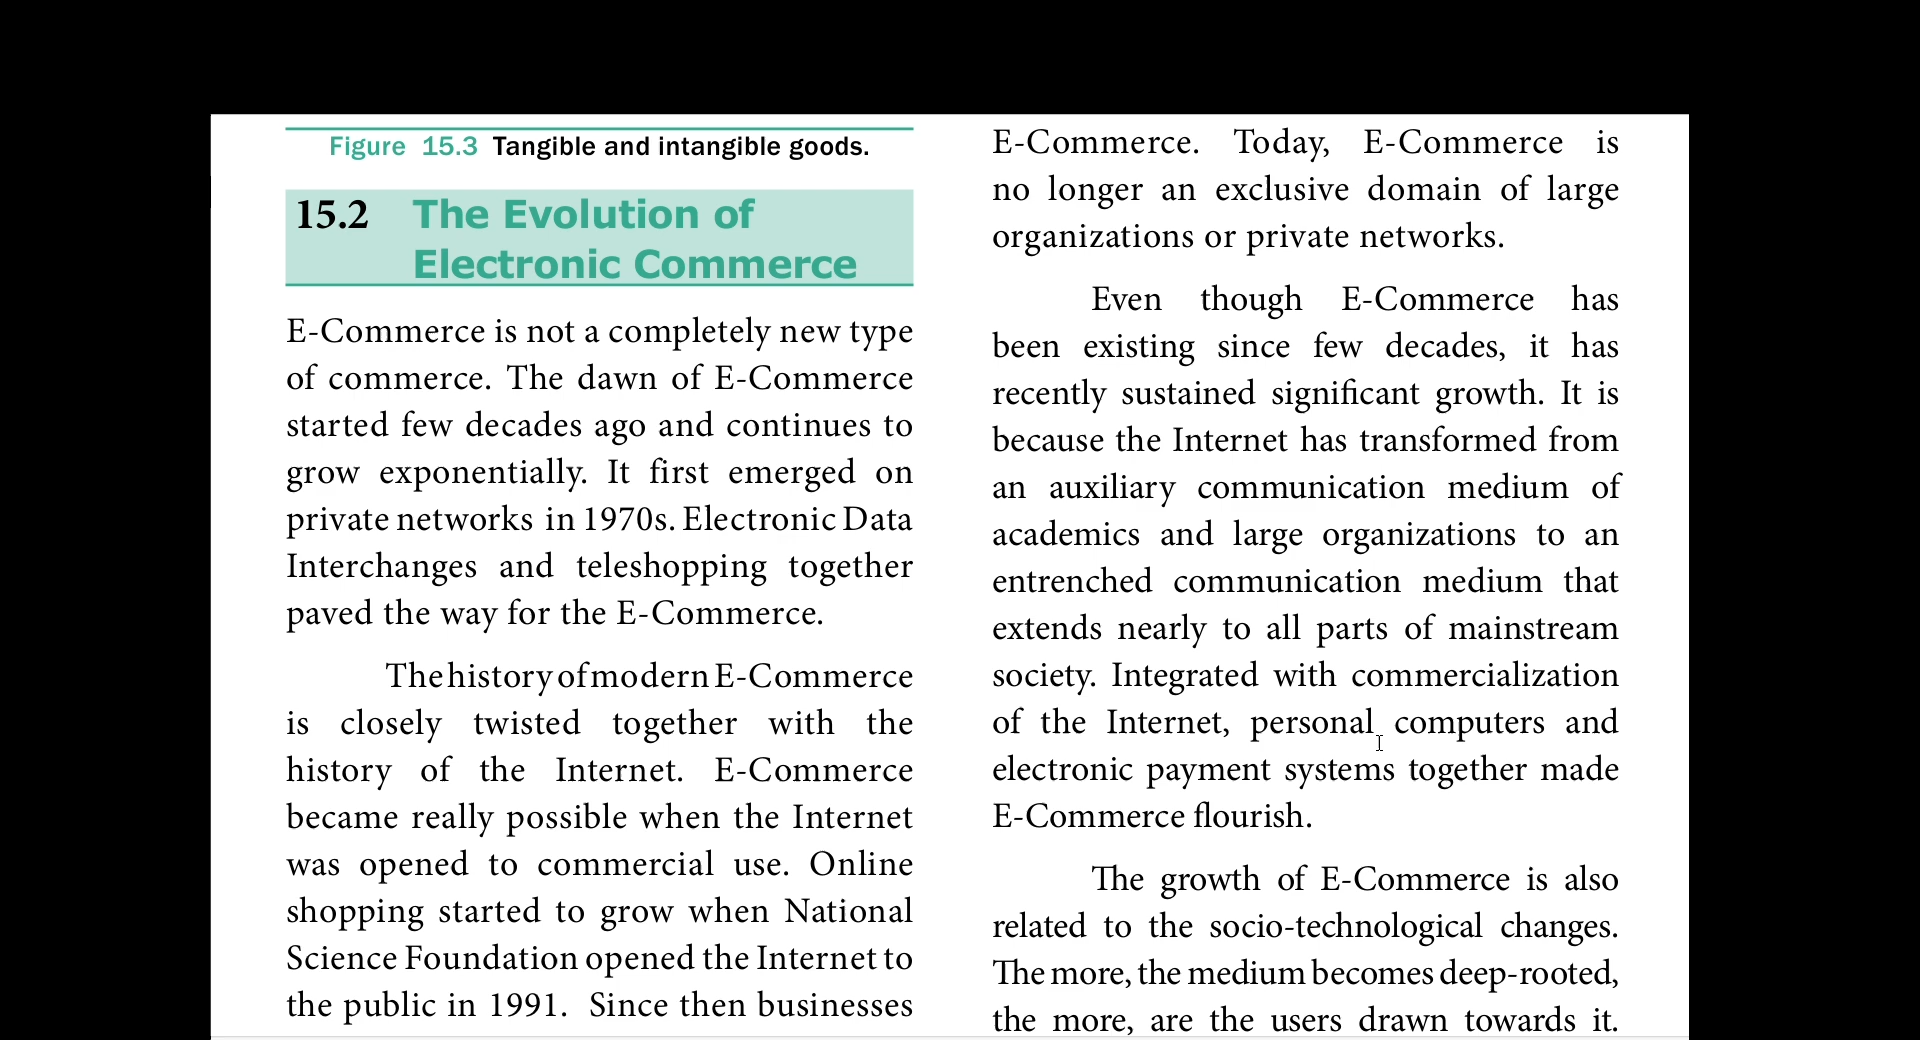 Figure 15.3 Tangible and intangible goods.
15.2 The Evolution of
Electronic Commerce
E-Commerce is not a completely new type
of commerce. The dawn of E-Commerce
started few decades ago and continues to
grow exponentially. It first emerged on
private networks in 1970s. Electronic Data
Interchanges and teleshopping together
paved the way for the E-Commerce.
The history of modern E-Commerce
is closely twisted together with the
history of the Internet. E-Commerce
became really possible when the Internet
was opened to commercial use. Online
shopping started to grow when National
Science Foundation opened the Internet to
the public in 1991. Since then businesses
E-Commerce. Today, E-Commerce is
no longer an exclusive domain of large
organizations or private networks.
Even though E-Commerce has
been existing since few decades, it has
recently sustained significant growth. It is
because the Internet has transformed from
an auxiliary communication medium of
academics and large organizations to an
entrenched communication medium that
extends nearly to all parts of mainstream
society. Integrated with commercialization
of the Internet, personal computers and
electronic payment systems together made
E-Commerce flourish.
The growth of E-Commerce is also
related to the socio-technological changes.
The more, the medium becomes deep-rooted,
the more, are the users drawn towards it.